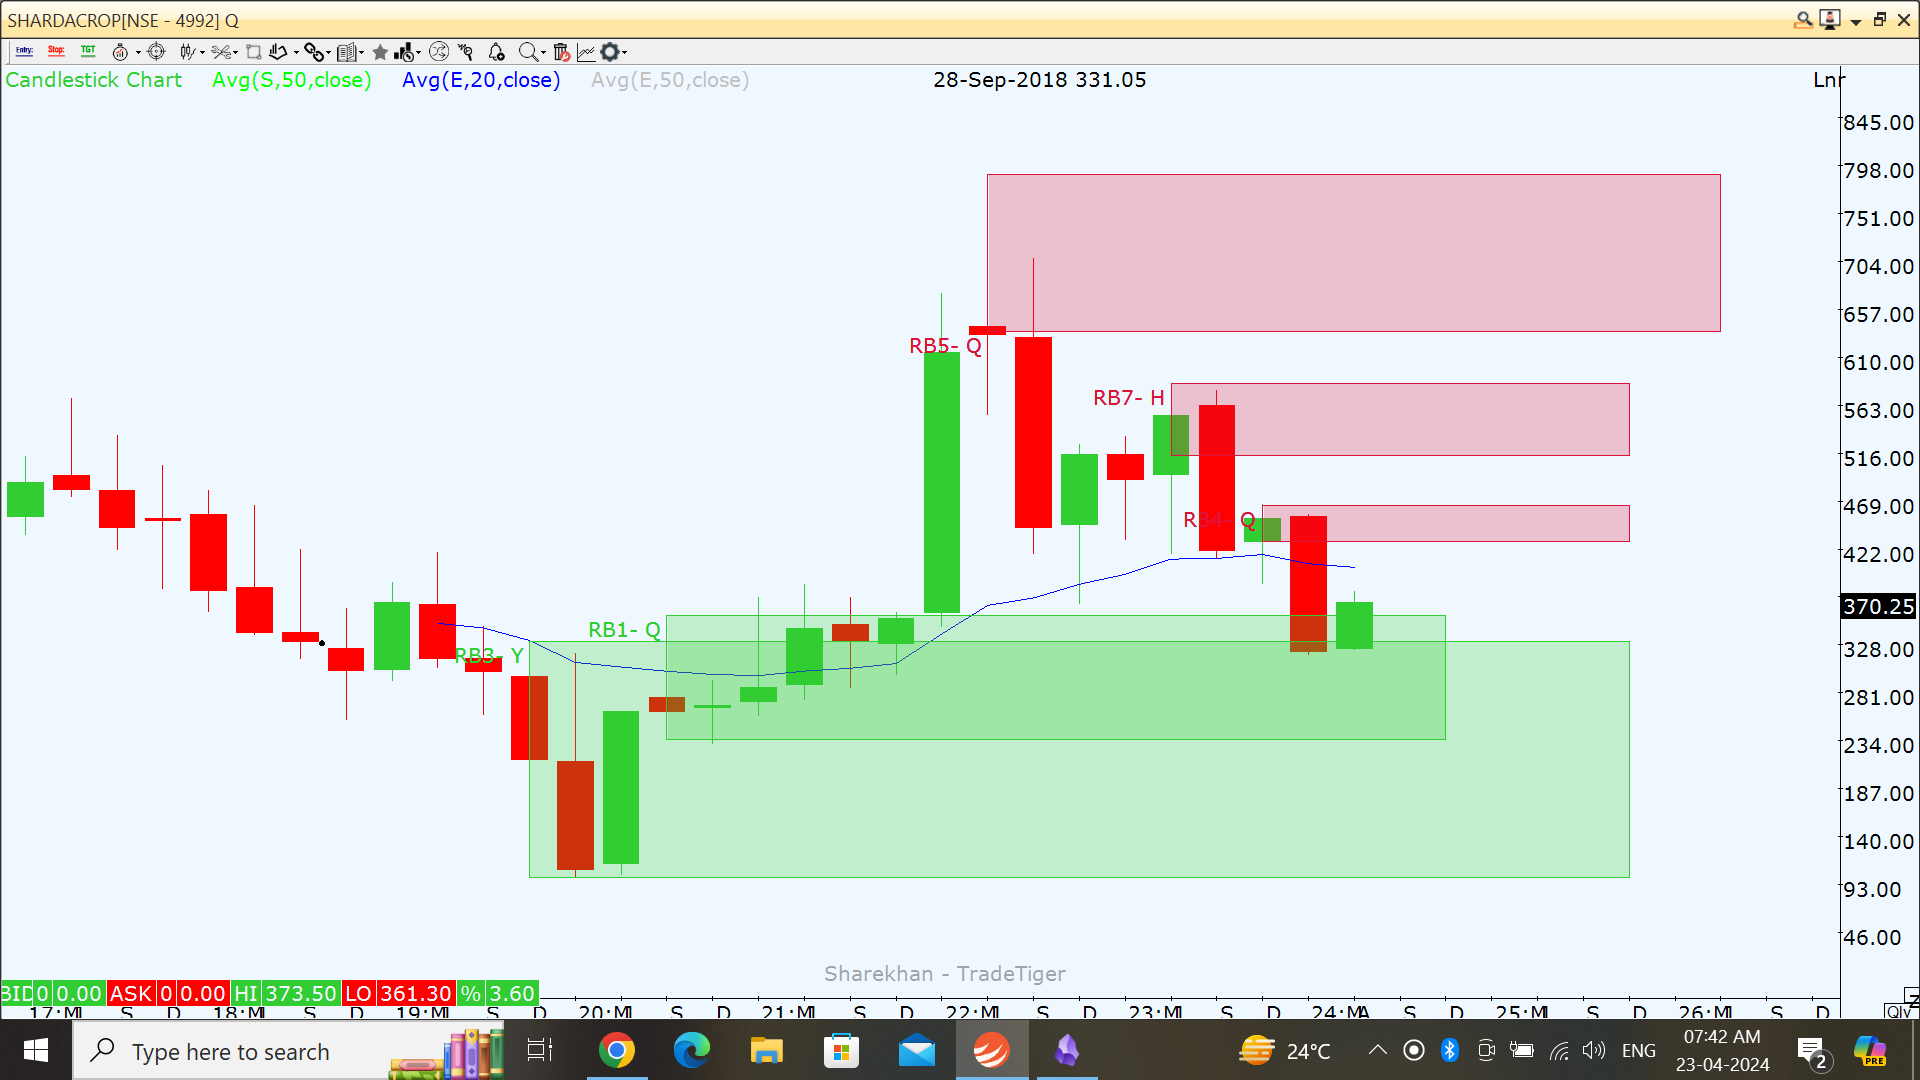 SHARDACROP[NSE - 4992] Q
Entry: Stop: TGT
Candlestick Chart Avg(S,50,close) Avg(E,20,close) Avg(E,50,close) 28-Sep-2018 331.05 Lnr
845.00
798.00
751.00
704.00
657.00
RB5- Q
610.00
RB7- H
563.00
516.00
469.00
RB4- Q
422.00
370.25
RB1- Q
328.00
RB3- Y
281.00
234.00
187.00
140.00
93.00
46.00
Sharekhan - TradeTiger
BID 0 0.00 ASK 0 0.00 HI 373.50 LO 361.30 % 3.60
17:M S D 18:M S D 19:M S D 20:M S D 21:M S D 22:M S D 23:M S D 24:M A S D 25:M S D 26:M S D
Qly
Type here to search
24°C
ENG
07:42 AM
23-04-2024
2
PRE